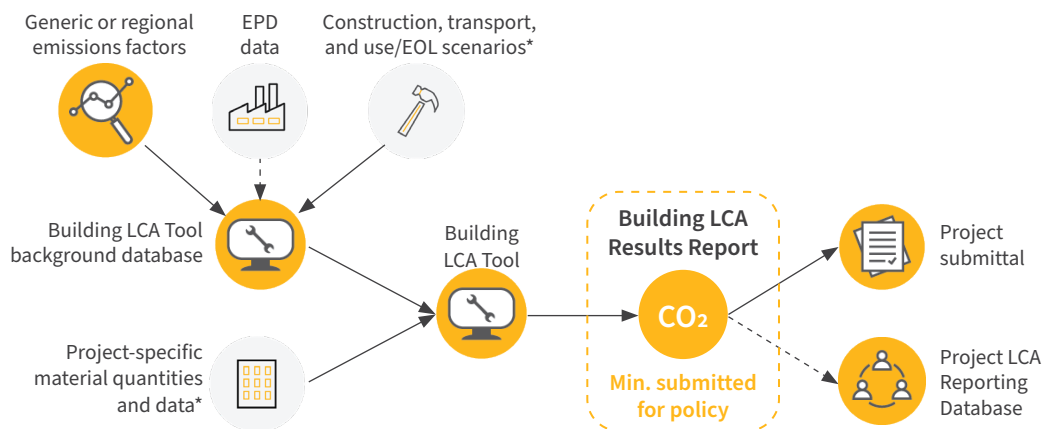 Generic or regional
emissions factors
EPD
data
Construction, transport,
and use/EOL scenarios*
Building LCA Tool
background database
Building
LCA Tool
Building LCA
Results Report
CO₂
Min. submitted
for policy
Project
submittal
Project-specific
material quantities
and data*
Project LCA
Reporting
Database